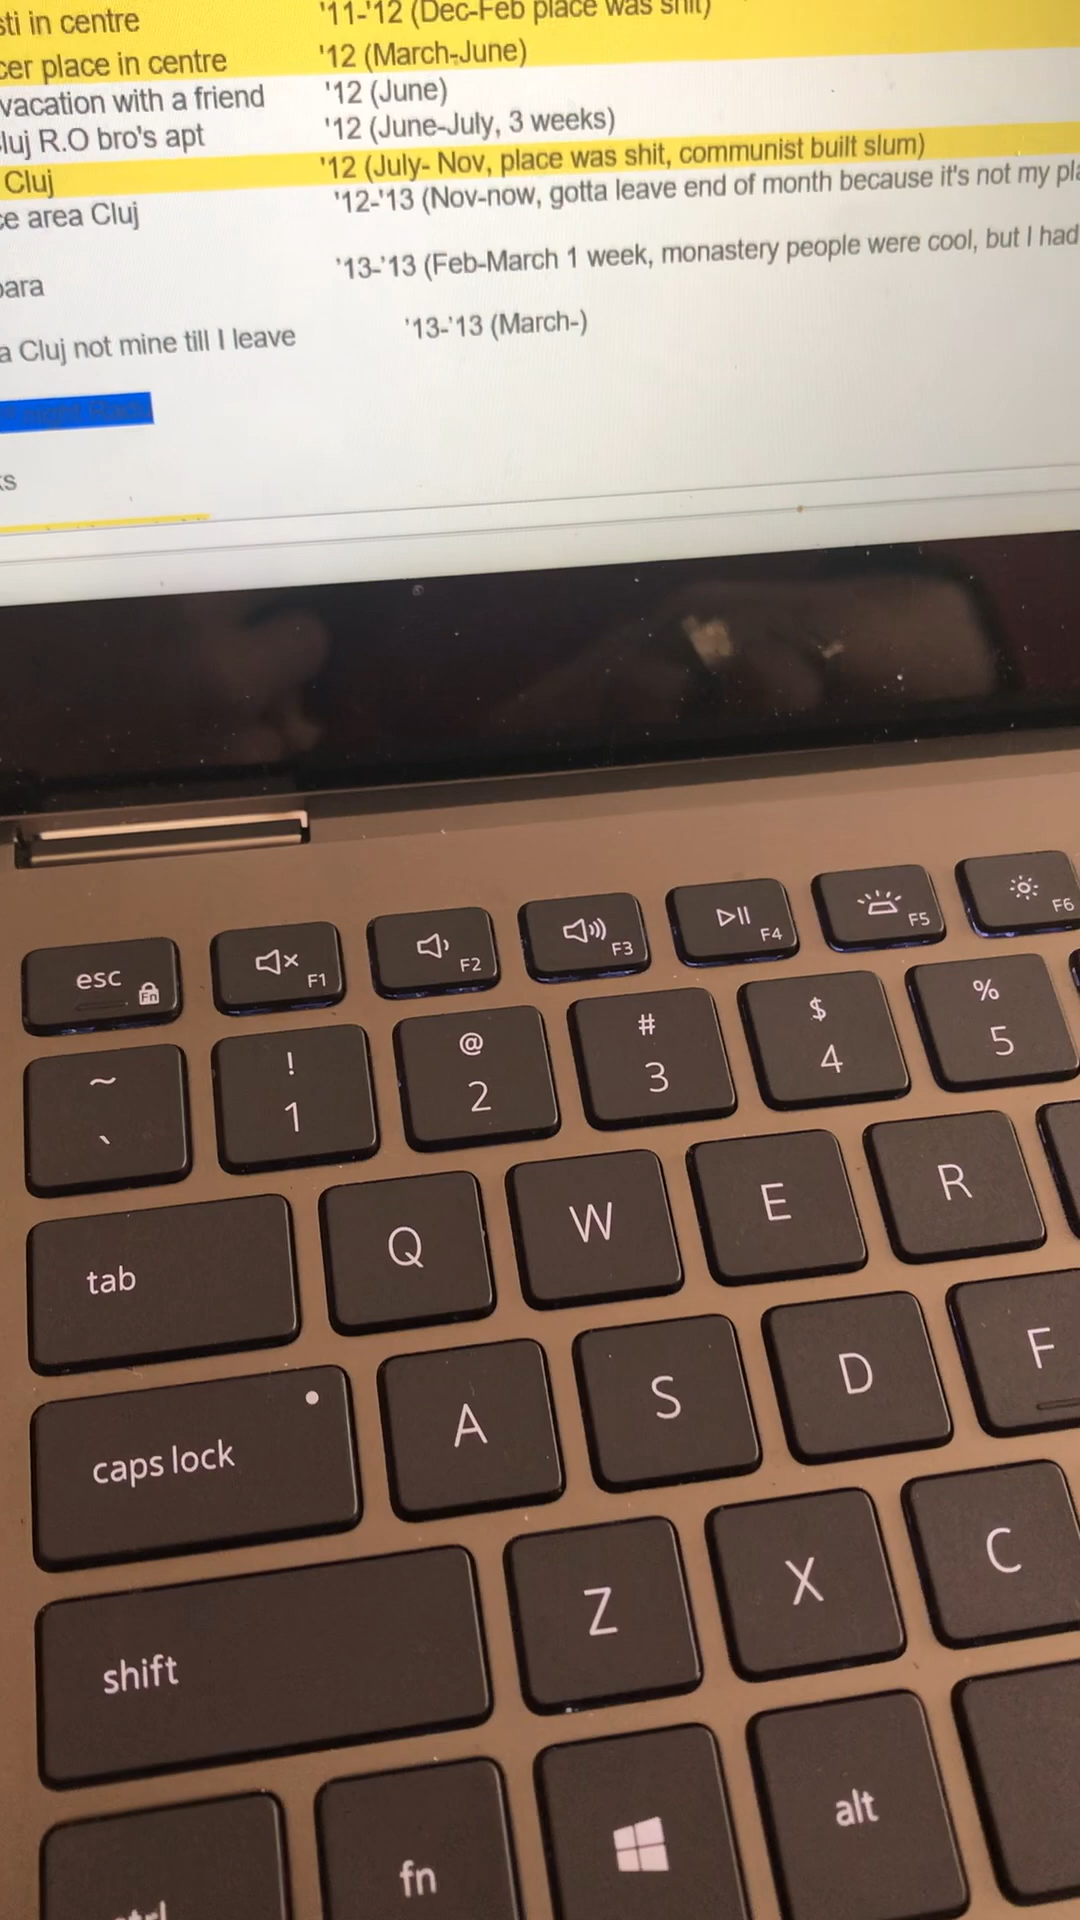 sti in centre '11-'12 (Dec-Feb place was shit)
cer place in centre '12 (March-June)
vacation with a friend '12 (June)
luj R.O bro's apt '12 (June-July, 3 weeks)
Cluj '12 (July- Nov, place was shit, communist built slum)
ce area Cluj '12-'13 (Nov-now, gotta leave end of month because it's not my pla
para '13-'13 (Feb-March 1 week, monastery people were cool, but I had
a Cluj not mine till I leave '13-'13 (March-)
night
ks
esc Fn F1 F2 F3 F4 F5 F6
~ ` ! 1 @ 2 # 3 $ 4 % 5
tab Q W E R
caps lock A S D F
shift Z X C
ctrl fn alt